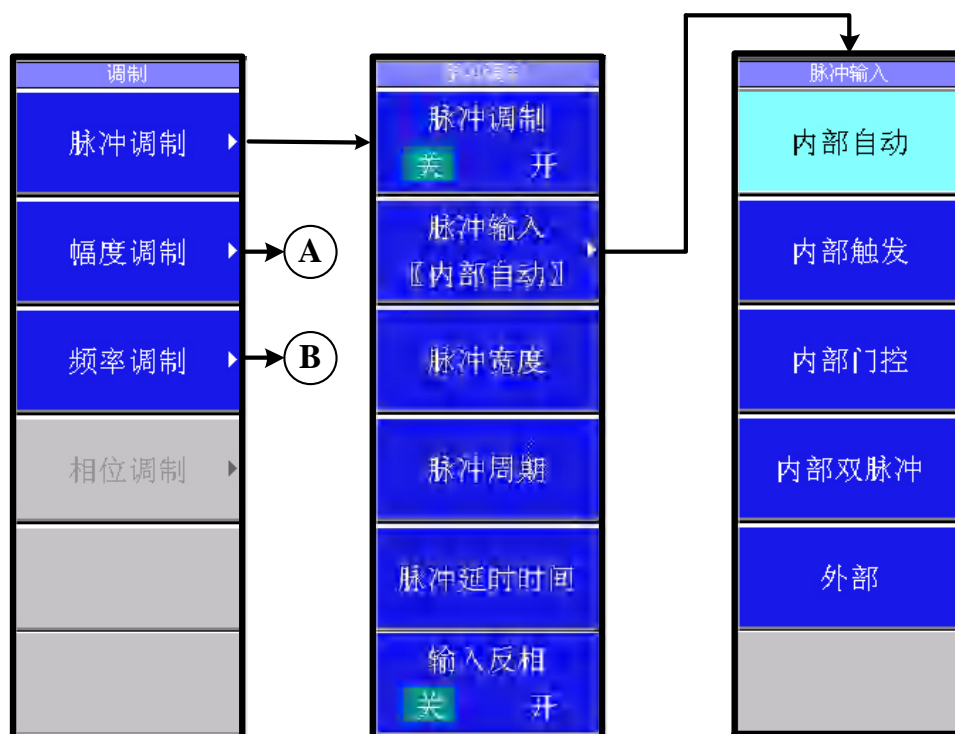 调制
脉冲调制
幅度调制
频率调制
相位调制
A
B
脉冲调制
关 开
脉冲输入
〖内部自动〗
脉冲宽度
脉冲周期
脉冲延时时间
输入反相
关 开
脉冲输入
内部自动
内部触发
内部门控
内部双脉冲
外部